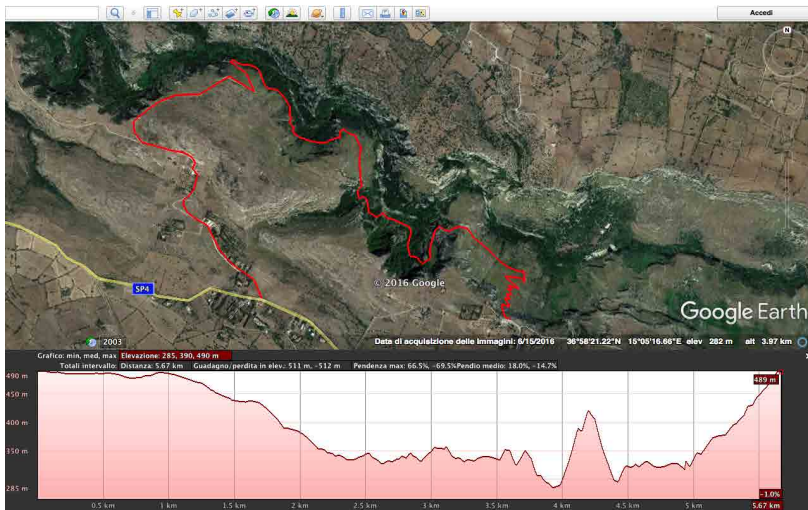 Accedi
N
SP4
© 2016 Google
Google Earth
2003
Data di acquisizione delle immagini: 6/15/2016 36°58'21.22"N 15°05'16.66"E elev 282 m alt 3.97 km
Grafico: min, med, max Elevazione: 285, 390, 490 m
Totali intervallo: Distanza: 5.67 km Guadagno/perdita in elev.: 511 m, -512 m Pendenza max: 66.5%, -69.5% Pendio medio: 18.0%, -14.7%
490 m
489 m
450 m
400 m
350 m
285 m
-1.0%
0.5 km 1 km 1.5 km 2 km 2.5 km 3 km 3.5 km 4 km 4.5 km 5 km 5.67 km